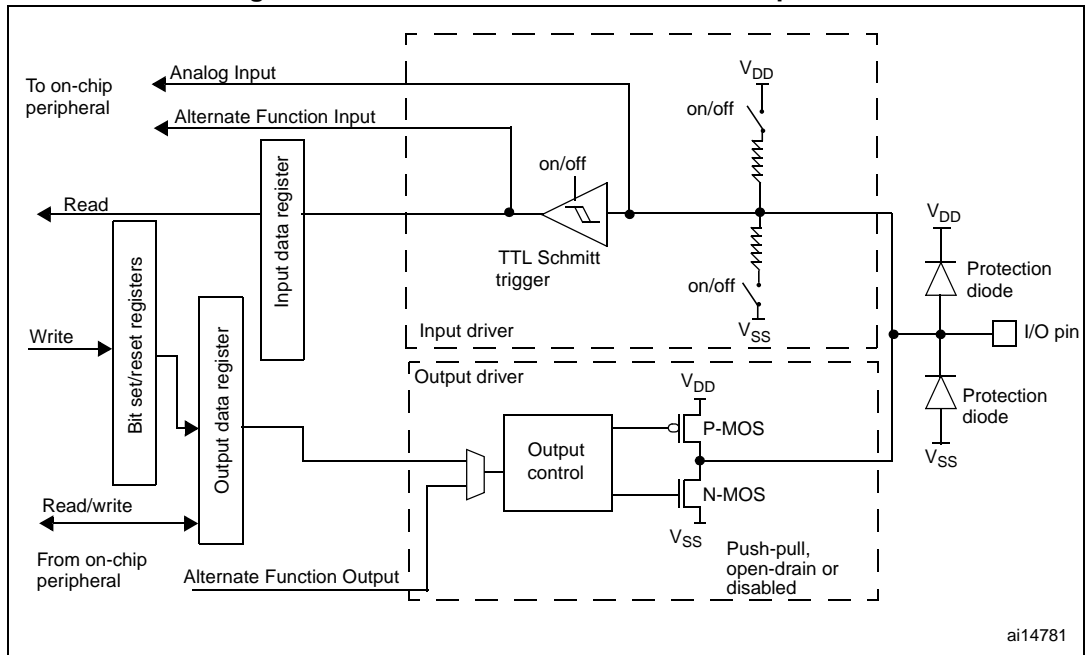 To on-chip
peripheral
Analog Input
Alternate Function Input
Read
Input data register
Write
Bit set/reset registers
Output data register
Read/write
From on-chip
peripheral
Alternate Function Output
on/off
TTL Schmitt
trigger
VDD
on/off
on/off
VSS
Input driver
Output driver
VDD
Output
control
P-MOS
N-MOS
VSS
Push-pull,
open-drain or
disabled
VDD
Protection
diode
I/O pin
Protection
diode
VSS
ai14781